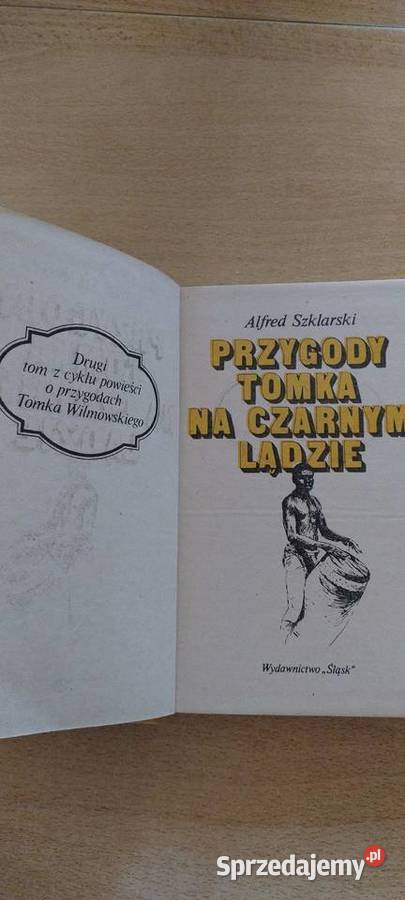 Drugi
tom z cyklu powieści
o przygodach
Tomka Wilmowskiego
Alfred Szklarski
PRZYGODY
TOMKA
NA CZARNYM
LĄDZIE
Wydawnictwo „Śląsk”
Sprzedajemy.pl